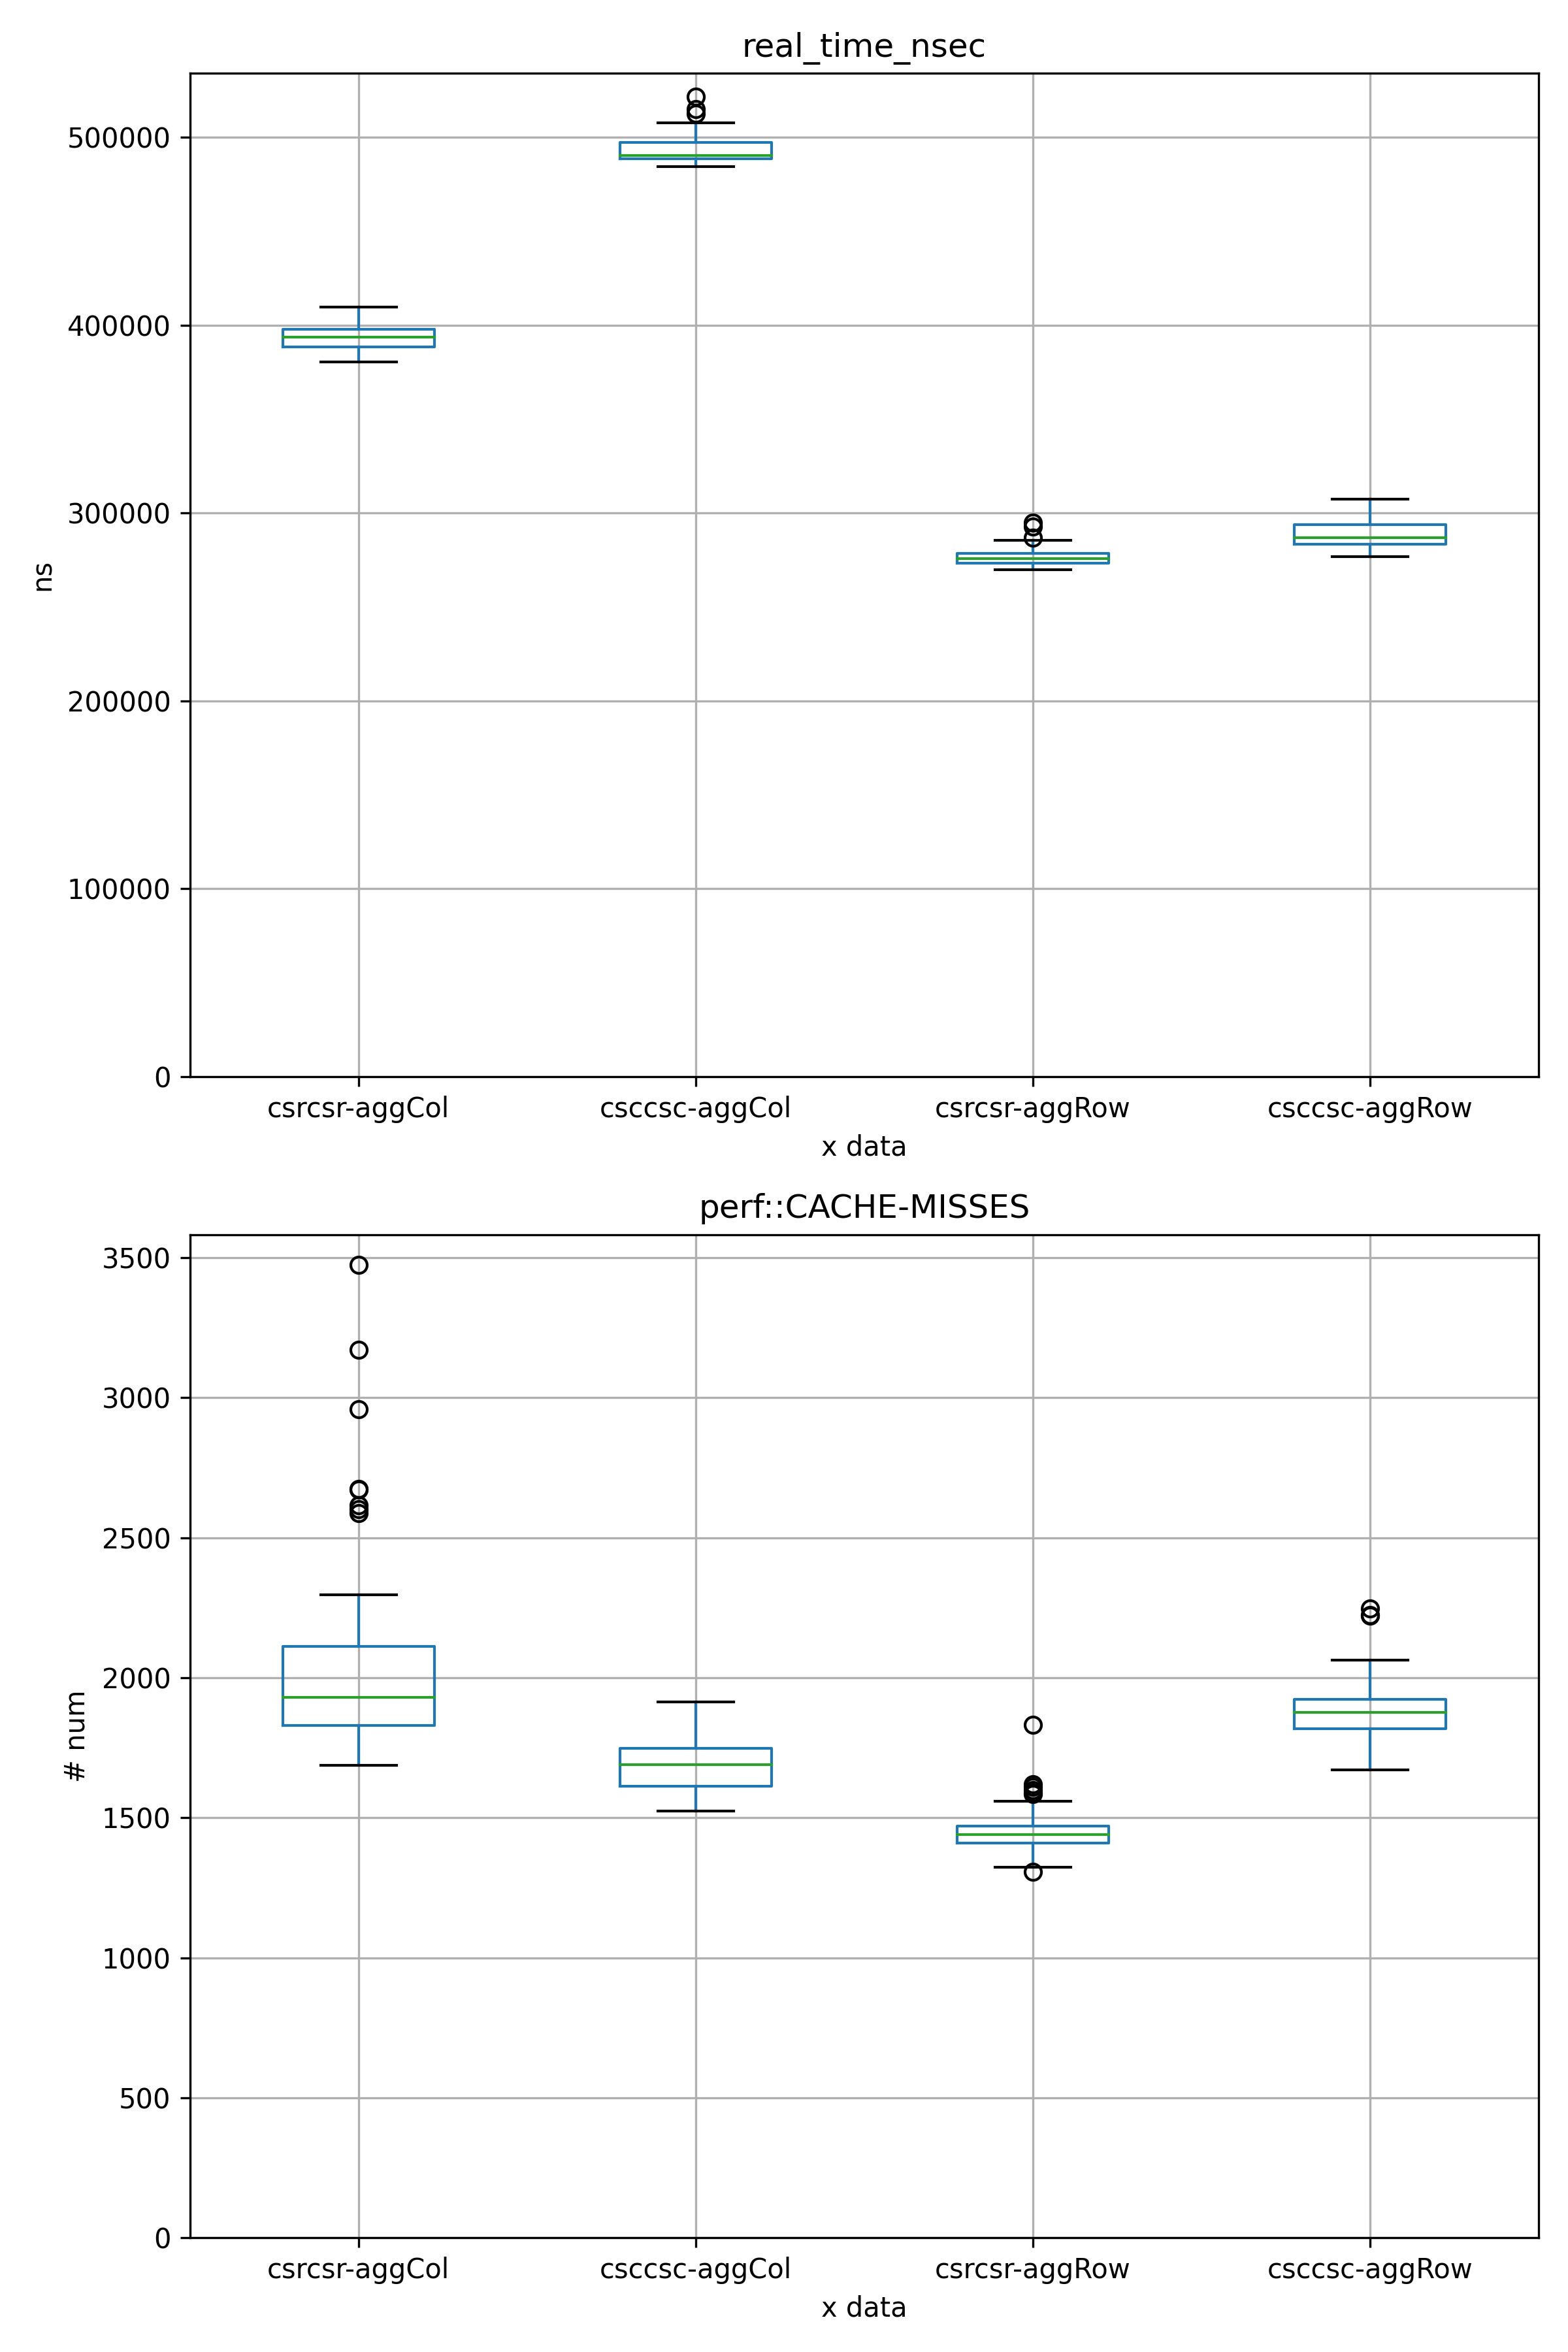 real_time_nsec
500000
400000
300000
ns
200000
100000
0
csrcsr-aggCol csccsc-aggCol csrcsr-aggRow csccsc-aggRow
x data
perf::CACHE-MISSES
3500
3000
2500
2000
# num
1500
1000
500
0
csrcsr-aggCol csccsc-aggCol csrcsr-aggRow csccsc-aggRow
x data